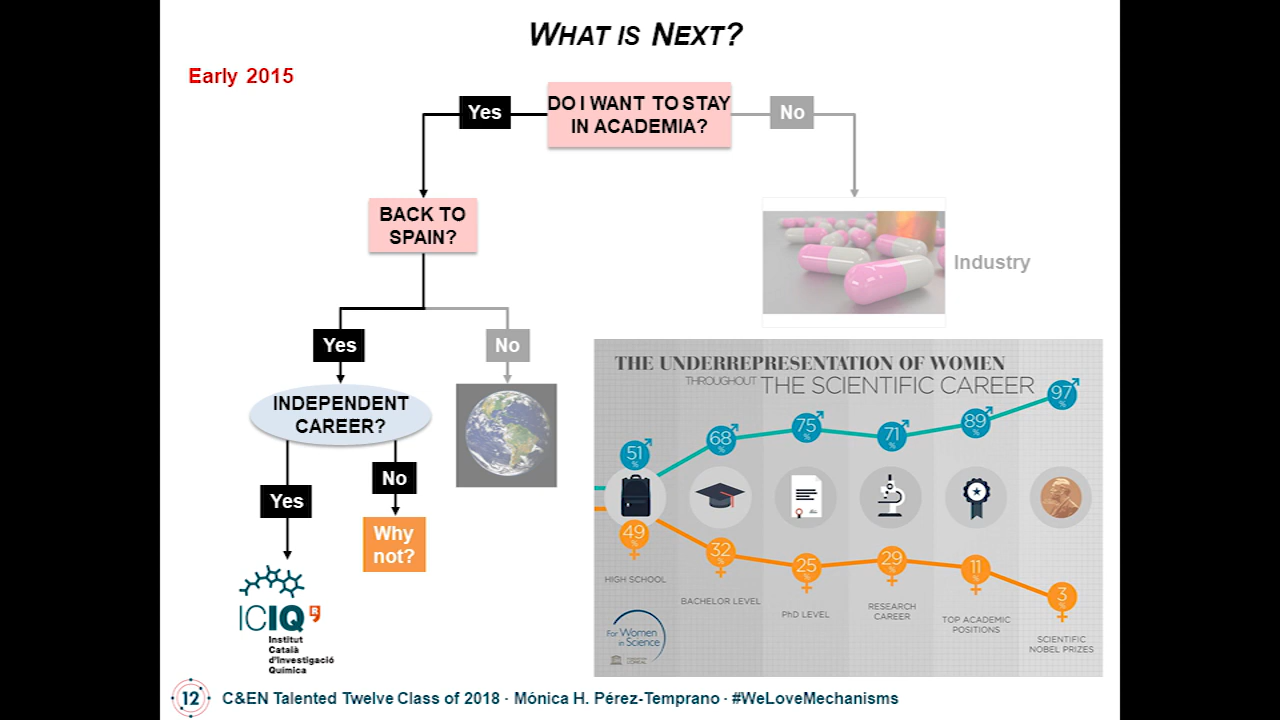 WHAT IS NEXT?
Early 2015
DO I WANT TO STAY
IN ACADEMIA?
Yes
No
BACK TO
SPAIN?
Industry
Yes
No
INDEPENDENT
CAREER?
Yes
No
Why
not?
ICIQ
Institut
Català
d'Investigació
Química
THE UNDERREPRESENTATION OF WOMEN
THROUGHOUT THE SCIENTIFIC CAREER
51
%
68
%
75
%
71
%
89
%
97
%
49
%
32
%
25
%
29
%
11
%
3
%
HIGH SCHOOL
BACHELOR LEVEL
PhD LEVEL
RESEARCH
CAREER
TOP ACADEMIC
POSITIONS
SCIENTIFIC
NOBEL PRIZES
For Women
in Science
12 C&EN Talented Twelve Class of 2018 · Mónica H. Pérez-Temprano · #WeLoveMechanisms